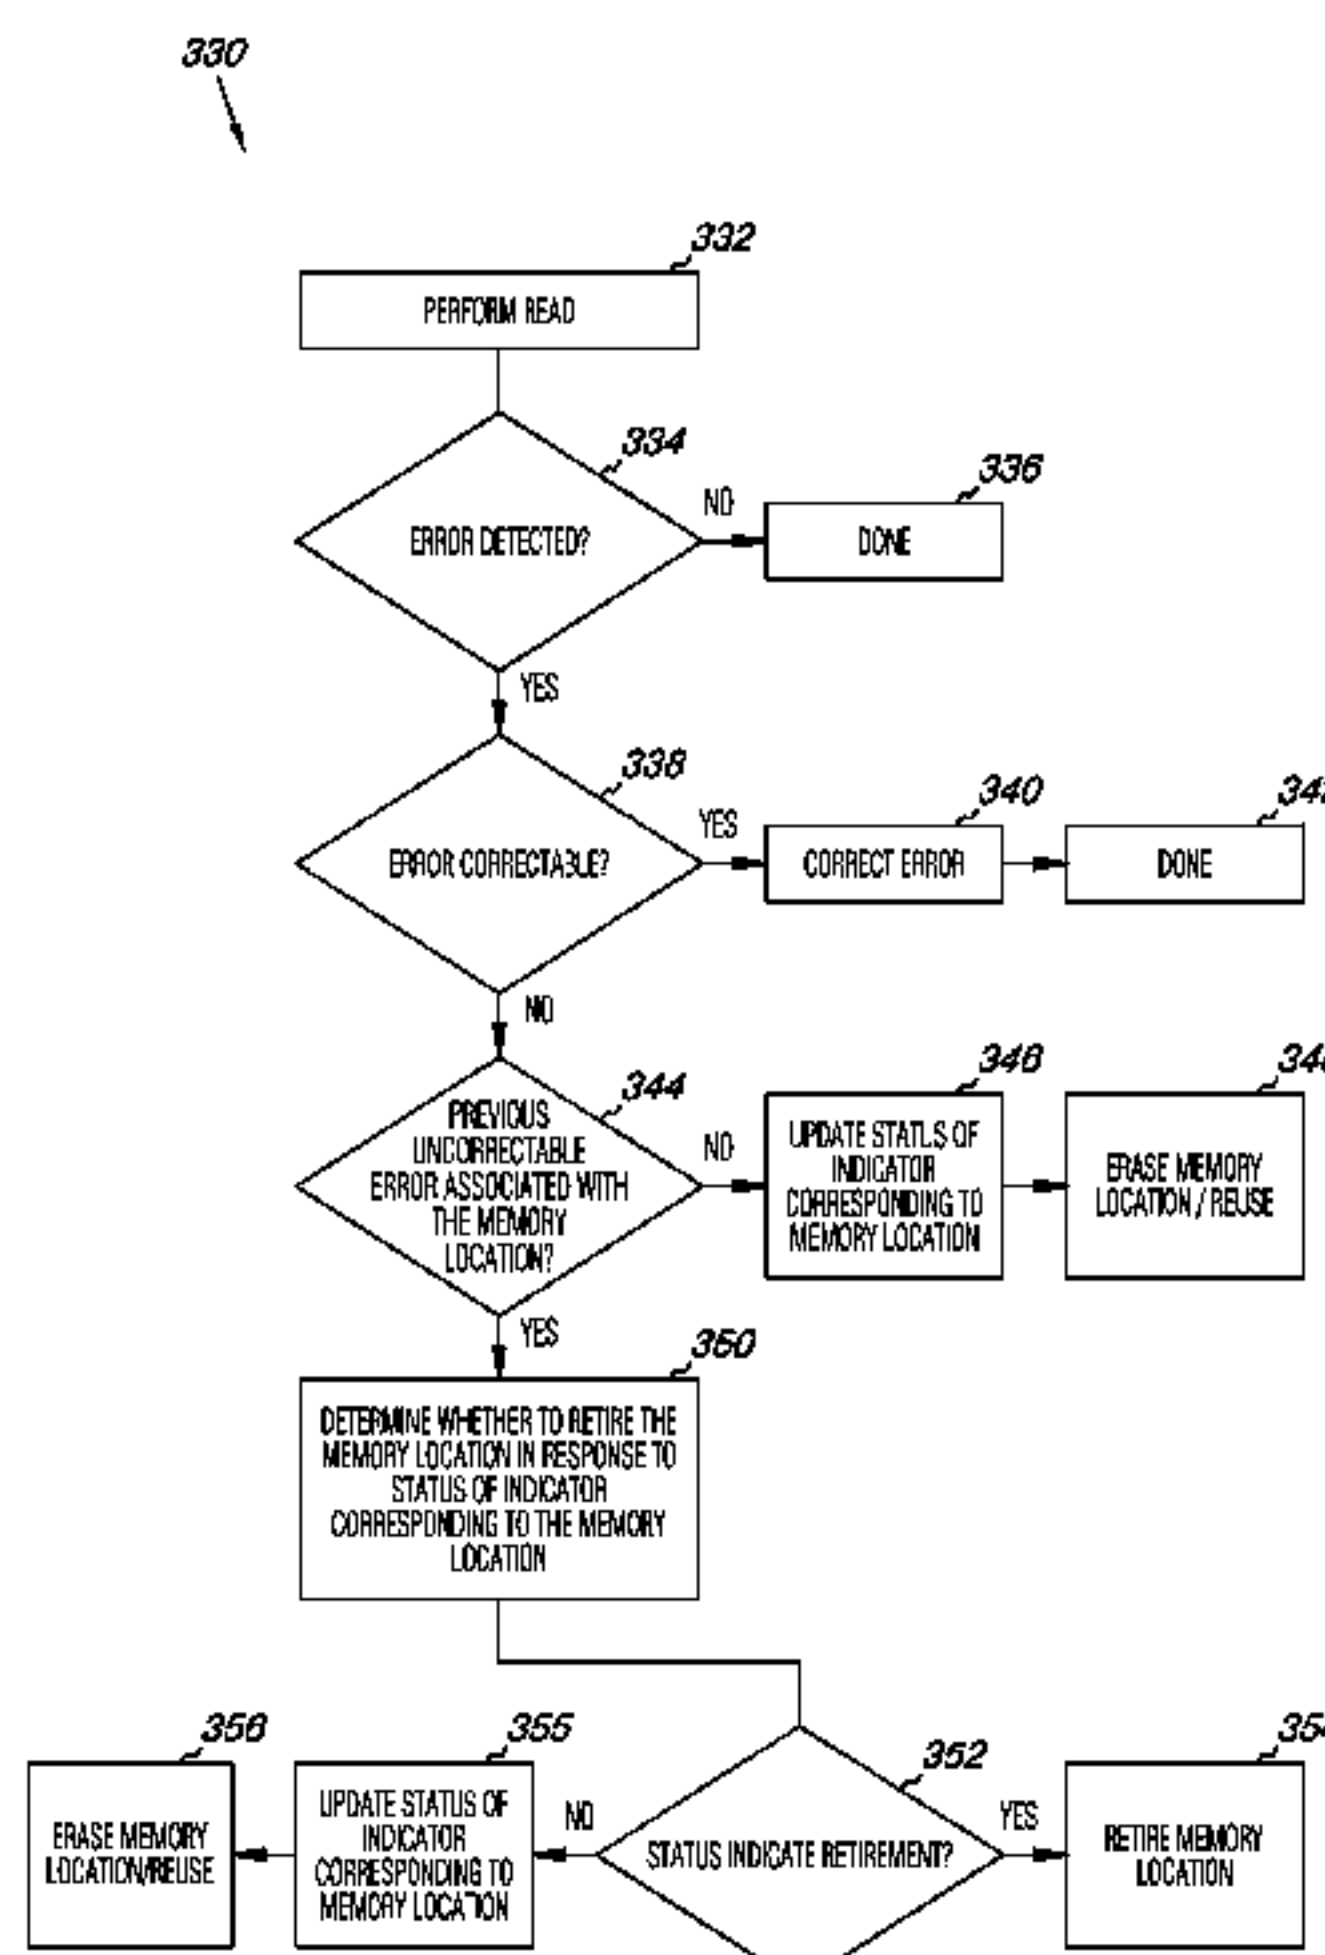 330
332
PERFORM READ
334
ERROR DETECTED?
NO
336
DONE
YES
338
ERROR CORRECTABLE?
YES
340
CORRECT ERROR
DONE
NO
344
PREVIOUS
UNCORRECTABLE
ERROR ASSOCIATED WITH
THE MEMORY
LOCATION?
NO
346
UPDATE STATUS OF
INDICATOR
CORRESPONDING TO
MEMORY LOCATION
ERASE MEMORY
LOCATION / REUSE
YES
350
DETERMINE WHETHER TO RETIRE THE
MEMORY LOCATION IN RESPONSE TO
STATUS OF INDICATOR
CORRESPONDING TO THE MEMORY
LOCATION
352
STATUS INDICATE RETIREMENT?
YES
RETIRE MEMORY
LOCATION
NO
355
UPDATE STATUS OF
INDICATOR
CORRESPONDING TO
MEMORY LOCATION
356
ERASE MEMORY
LOCATION/REUSE